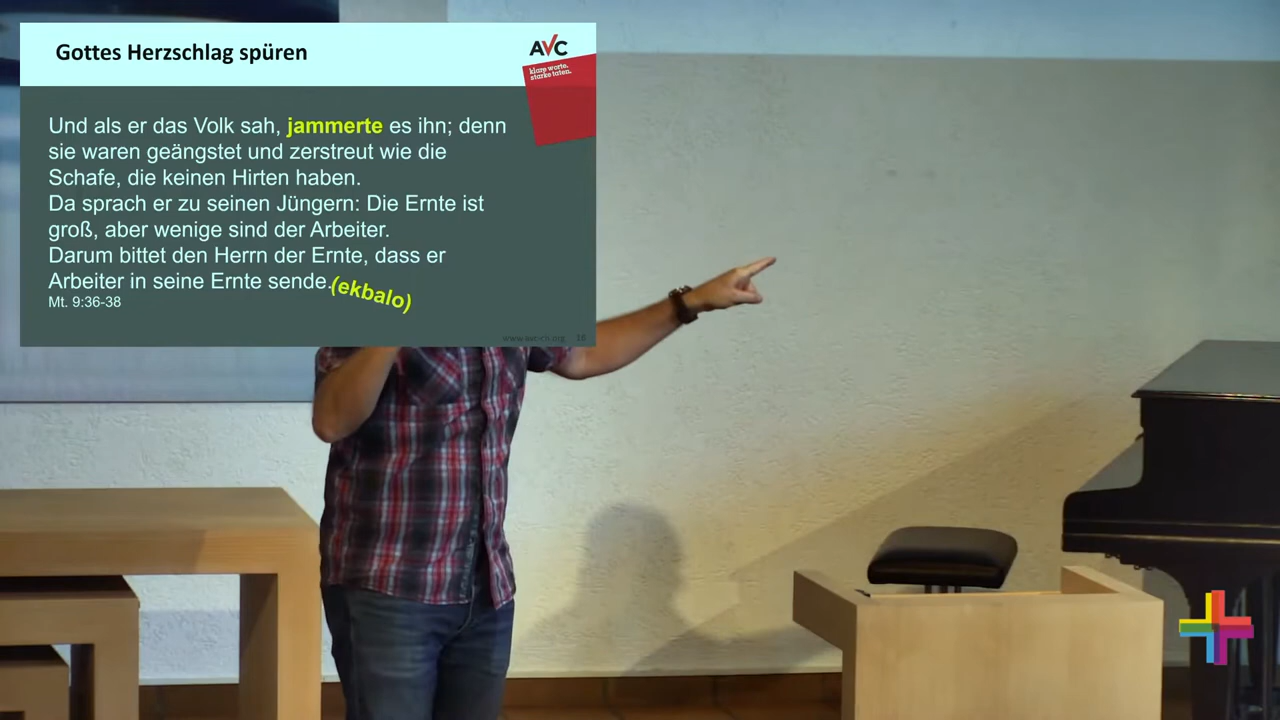 Gottes Herzschlag spüren
AVC
klare worte.
starke taten.
Und als er das Volk sah, jammerte es ihn; denn
sie waren geängstet und zerstreut wie die
Schafe, die keinen Hirten haben.
Da sprach er zu seinen Jüngern: Die Ernte ist
groß, aber wenige sind der Arbeiter.
Darum bittet den Herrn der Ernte, dass er
Arbeiter in seine Ernte sende.(ekbalo)
Mt. 9:36-38